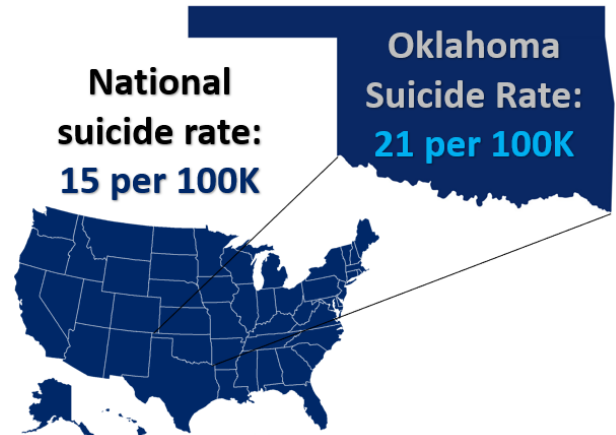 National
suicide rate:
15 per 100K
Oklahoma
Suicide Rate:
21 per 100K